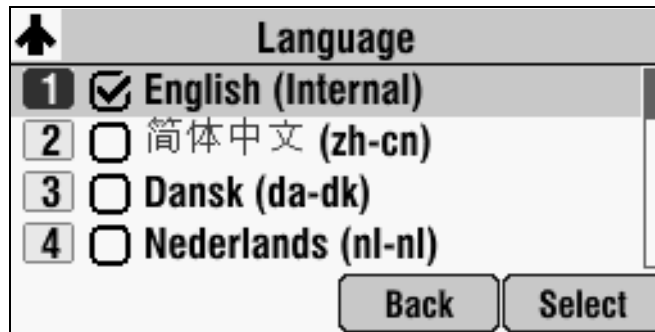 Language
1 English (Internal)
2 简体中文 (zh-cn)
3 Dansk (da-dk)
4 Nederlands (nl-nl)
Back Select